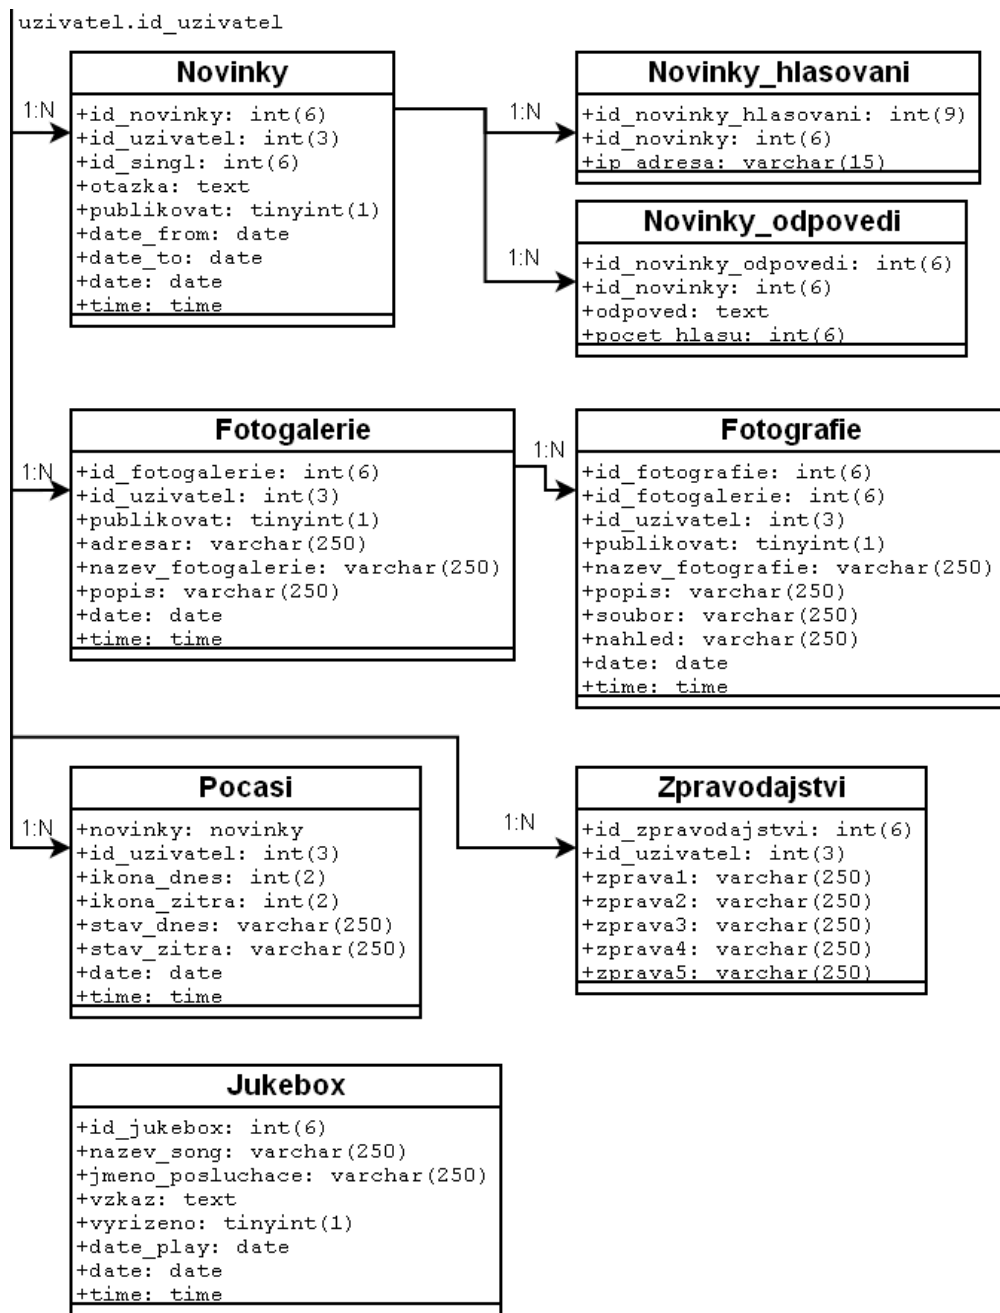 uzivatel.id_uzivatel
1:N
Novinky
+id_novinky: int(6)
+id_uzivatel: int(3)
+id_singl: int(6)
+otazka: text
+publikovat: tinyint(1)
+date_from: date
+date_to: date
+date: date
+time: time
1:N
Novinky_hlasovani
+id_novinky_hlasovani: int(9)
+id_novinky: int(6)
+ip_adresa: varchar(15)
1:N
Novinky_odpovedi
+id_novinky_odpovedi: int(6)
+id_novinky: int(6)
+odpoved: text
+pocet_hlasu: int(6)
1:N
Fotogalerie
+id_fotogalerie: int(6)
+id_uzivatel: int(3)
+publikovat: tinyint(1)
+adresar: varchar(250)
+nazev_fotogalerie: varchar(250)
+popis: varchar(250)
+date: date
+time: time
1:N
Fotografie
+id_fotografie: int(6)
+id_fotogalerie: int(6)
+id_uzivatel: int(3)
+publikovat: tinyint(1)
+nazev_fotografie: varchar(250)
+popis: varchar(250)
+soubor: varchar(250)
+nahled: varchar(250)
+date: date
+time: time
1:N
Pocasi
+novinky: novinky
+id_uzivatel: int(3)
+ikona_dnes: int(2)
+ikona_zitra: int(2)
+stav_dnes: varchar(250)
+stav_zitra: varchar(250)
+date: date
+time: time
1:N
Zpravodajstvi
+id_zpravodajstvi: int(6)
+id_uzivatel: int(3)
+zprava1: varchar(250)
+zprava2: varchar(250)
+zprava3: varchar(250)
+zprava4: varchar(250)
+zprava5: varchar(250)
Jukebox
+id_jukebox: int(6)
+nazev_song: varchar(250)
+jmeno_posluchace: varchar(250)
+vzkaz: text
+vyrizeno: tinyint(1)
+date_play: date
+date: date
+time: time